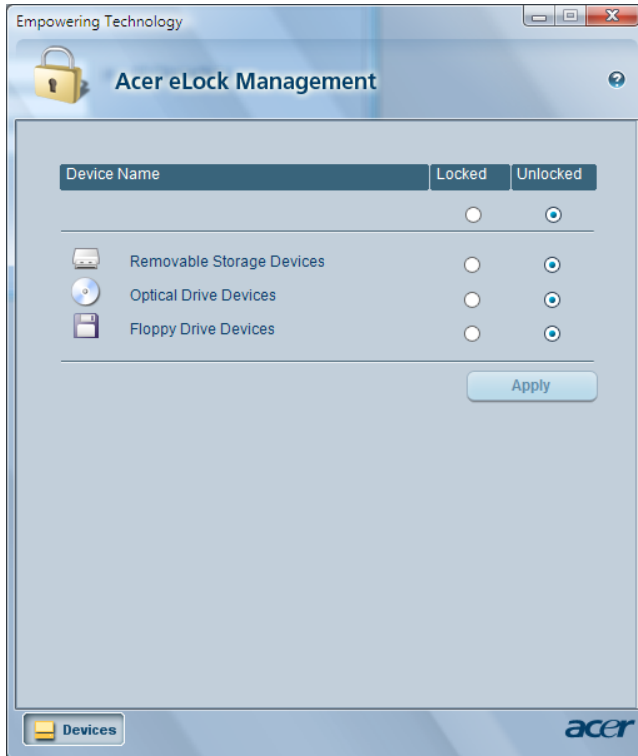 Empowering Technology
Acer eLock Management
Device Name Locked Unlocked
Removable Storage Devices
Optical Drive Devices
Floppy Drive Devices
Apply
Devices
acer